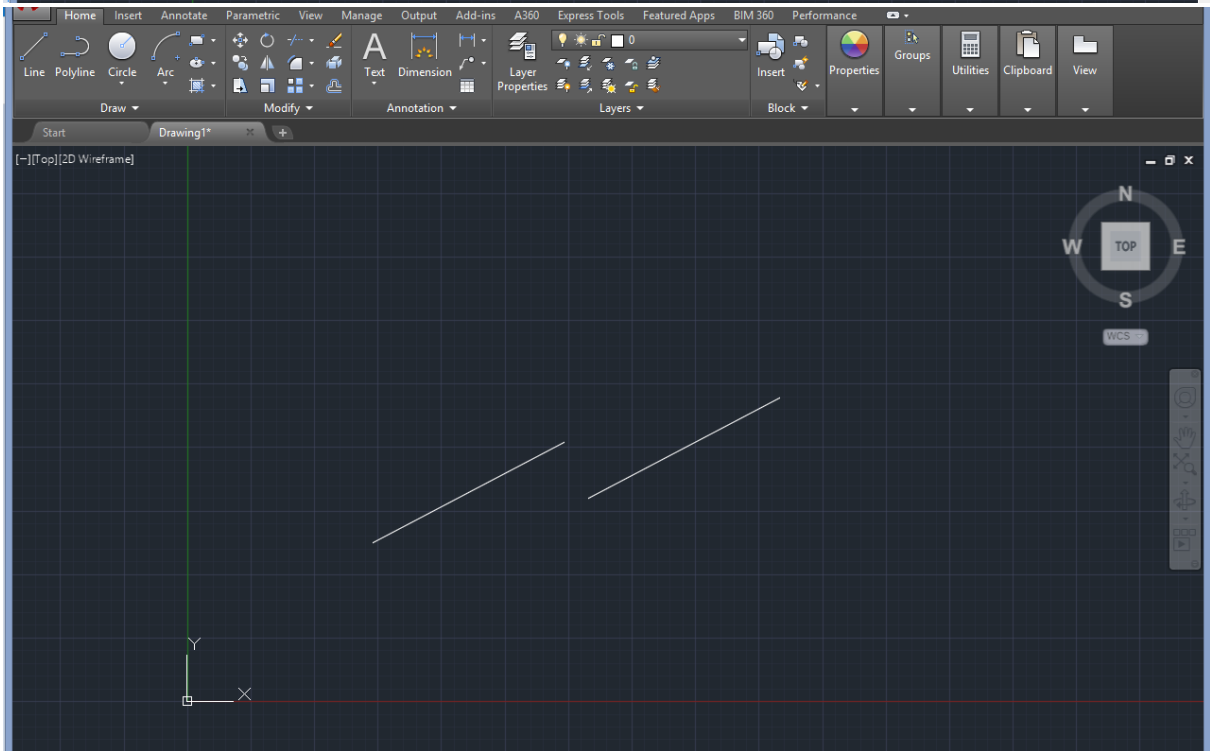 Home Insert Annotate Parametric View Manage Output Add-ins A360 Express Tools Featured Apps BIM 360 Performance
Line Polyline Circle Arc
Text Dimension
Layer Properties
0
Insert
Properties
Groups
Utilities
Clipboard
View
Draw Modify Annotation Layers Block
Start Drawing1* +
[−][Top][2D Wireframe]
N
W TOP E
S
WCS
Y
X